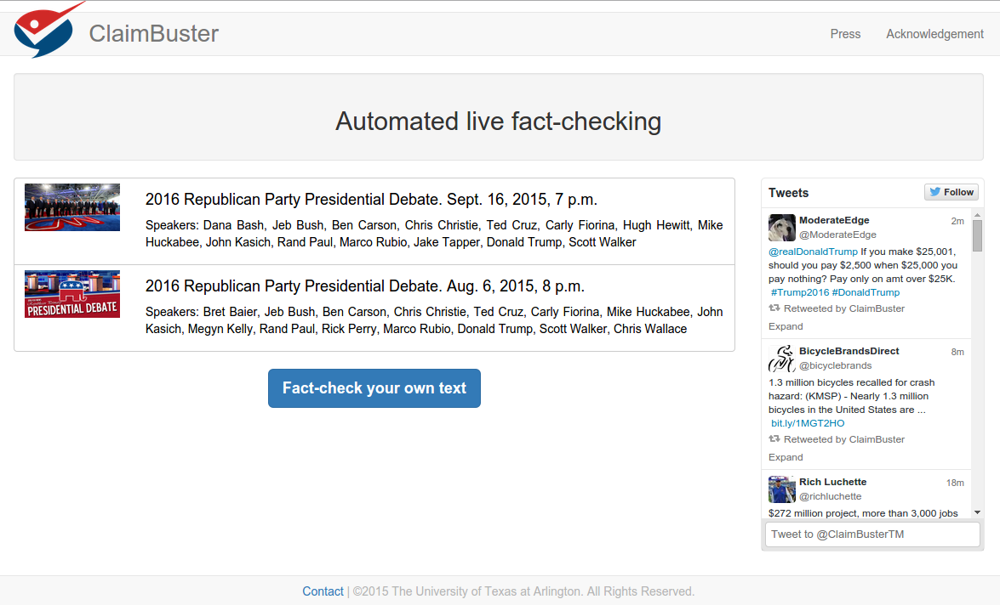 ClaimBuster
Press
Acknowledgement
Automated live fact-checking
2016 Republican Party Presidential Debate. Sept. 16, 2015, 7 p.m.
Speakers: Dana Bash, Jeb Bush, Ben Carson, Chris Christie, Ted Cruz, Carly Fiorina, Hugh Hewitt, Mike
Huckabee, John Kasich, Rand Paul, Marco Rubio, Jake Tapper, Donald Trump, Scott Walker
PRESIDENTIAL DEBATE
2016 Republican Party Presidential Debate. Aug. 6, 2015, 8 p.m.
Speakers: Bret Baier, Jeb Bush, Ben Carson, Chris Christie, Ted Cruz, Carly Fiorina, Mike Huckabee, John
Kasich, Megyn Kelly, Rand Paul, Rick Perry, Marco Rubio, Donald Trump, Scott Walker, Chris Wallace
Fact-check your own text
Tweets
Follow
ModerateEdge
2m
@ModerateEdge
@realDonaldTrump If you make $25,001,
should you pay $2,500 when $25,000 you
pay nothing? Pay only on amt over $25K.
#Trump2016 #DonaldTrump
Retweeted by ClaimBuster
Expand
BicycleBrandsDirect
8m
@bicyclebrands
1.3 million bicycles recalled for crash
hazard: (KMSP) - Nearly 1.3 million
bicycles in the United States are ...
bit.ly/1MGT2HO
Retweeted by ClaimBuster
Expand
Rich Luchette
18m
@richluchette
$272 million project, more than 3,000 jobs
Tweet to @ClaimBusterTM
Contact | ©2015 The University of Texas at Arlington. All Rights Reserved.